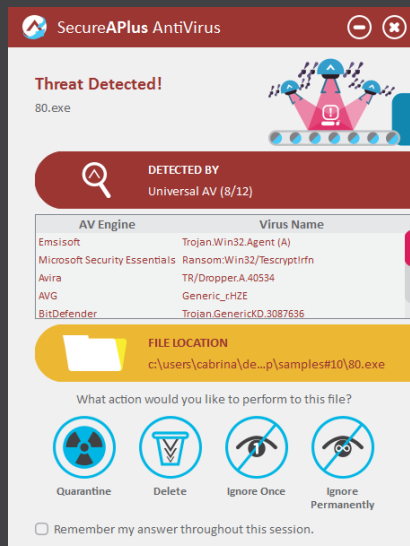 SecureAPlus AntiVirus
Threat Detected!
80.exe
DETECTED BY
Universal AV (8/12)
AV Engine Virus Name
Emsisoft Trojan.Win32.Agent (A)
Microsoft Security Essentials Ransom:Win32/Tescrypt!rfn
Avira TR/Dropper.A.40534
AVG Generic_r.HZE
BitDefender Trojan.GenericKD.3087636
FILE LOCATION
c:\users\cabrina\de...p\samples#10\80.exe
What action would you like to perform to this file?
Quarantine Delete Ignore Once Ignore
Permanently
Remember my answer throughout this session.